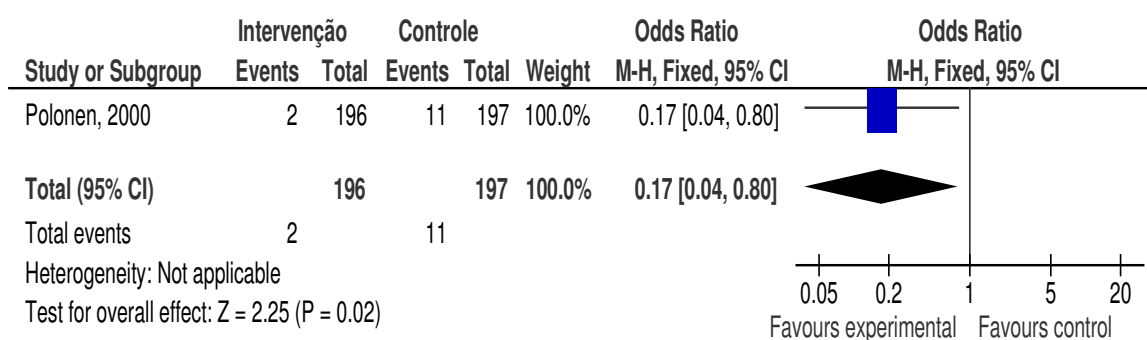 Intervenção Controle Odds Ratio Odds Ratio
Study or Subgroup Events Total Events Total Weight M-H, Fixed, 95% CI M-H, Fixed, 95% CI
Polonen, 2000 2 196 11 197 100.0% 0.17 [0.04, 0.80]
Total (95% CI) 196 197 100.0% 0.17 [0.04, 0.80]
Total events 2 11
Heterogeneity: Not applicable
Test for overall effect: Z = 2.25 (P = 0.02)
0.05 0.2 1 5 20
Favours experimental Favours control